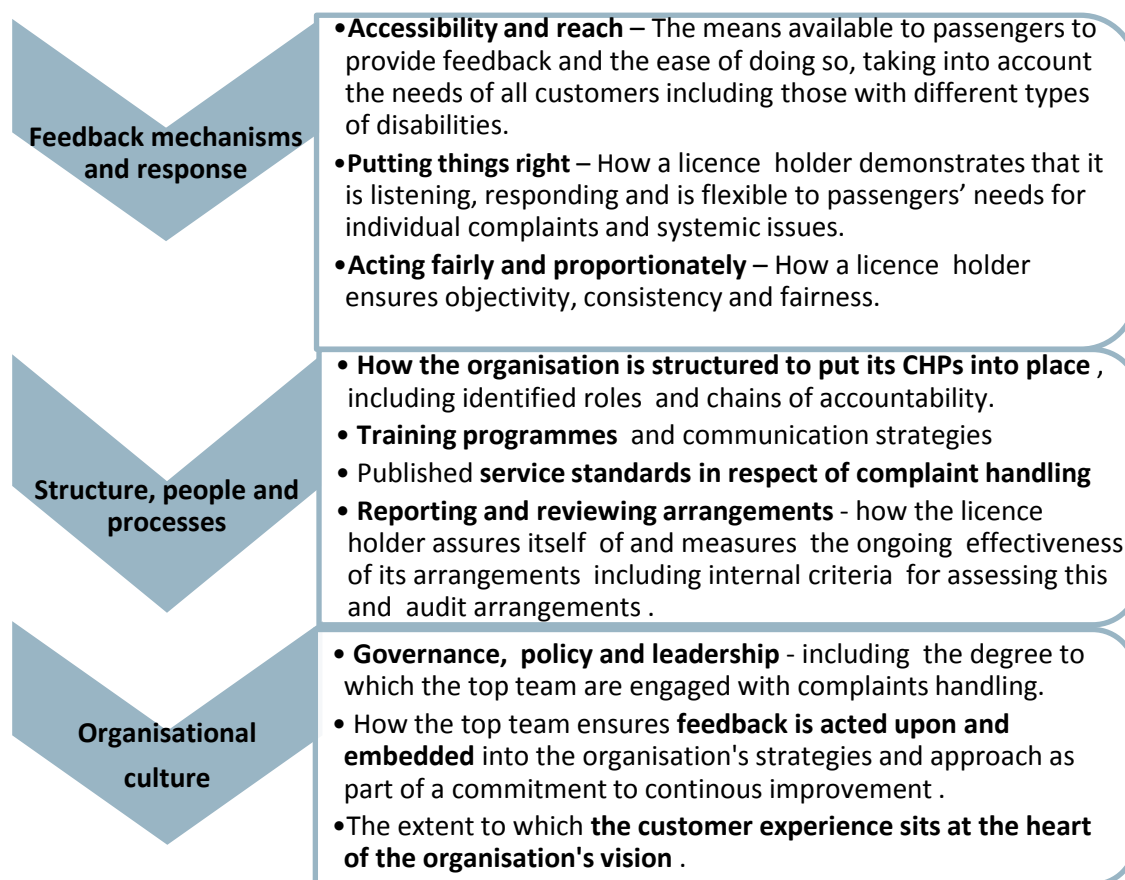 Feedback mechanisms
and response
•Accessibility and reach – The means available to passengers to
provide feedback and the ease of doing so, taking into account
the needs of all customers including those with different types
of disabilities.
•Putting things right – How a licence holder demonstrates that it
is listening, responding and is flexible to passengers’ needs for
individual complaints and systemic issues.
•Acting fairly and proportionately – How a licence holder
ensures objectivity, consistency and fairness.
Structure, people and
processes
• How the organisation is structured to put its CHPs into place ,
including identified roles and chains of accountability.
• Training programmes and communication strategies
• Published service standards in respect of complaint handling
• Reporting and reviewing arrangements - how the licence
holder assures itself of and measures the ongoing effectiveness
of its arrangements including internal criteria for assessing this
and audit arrangements .
Organisational
culture
• Governance, policy and leadership - including the degree to
which the top team are engaged with complaints handling.
• How the top team ensures feedback is acted upon and
embedded into the organisation's strategies and approach as
part of a commitment to continous improvement .
•The extent to which the customer experience sits at the heart
of the organisation's vision .